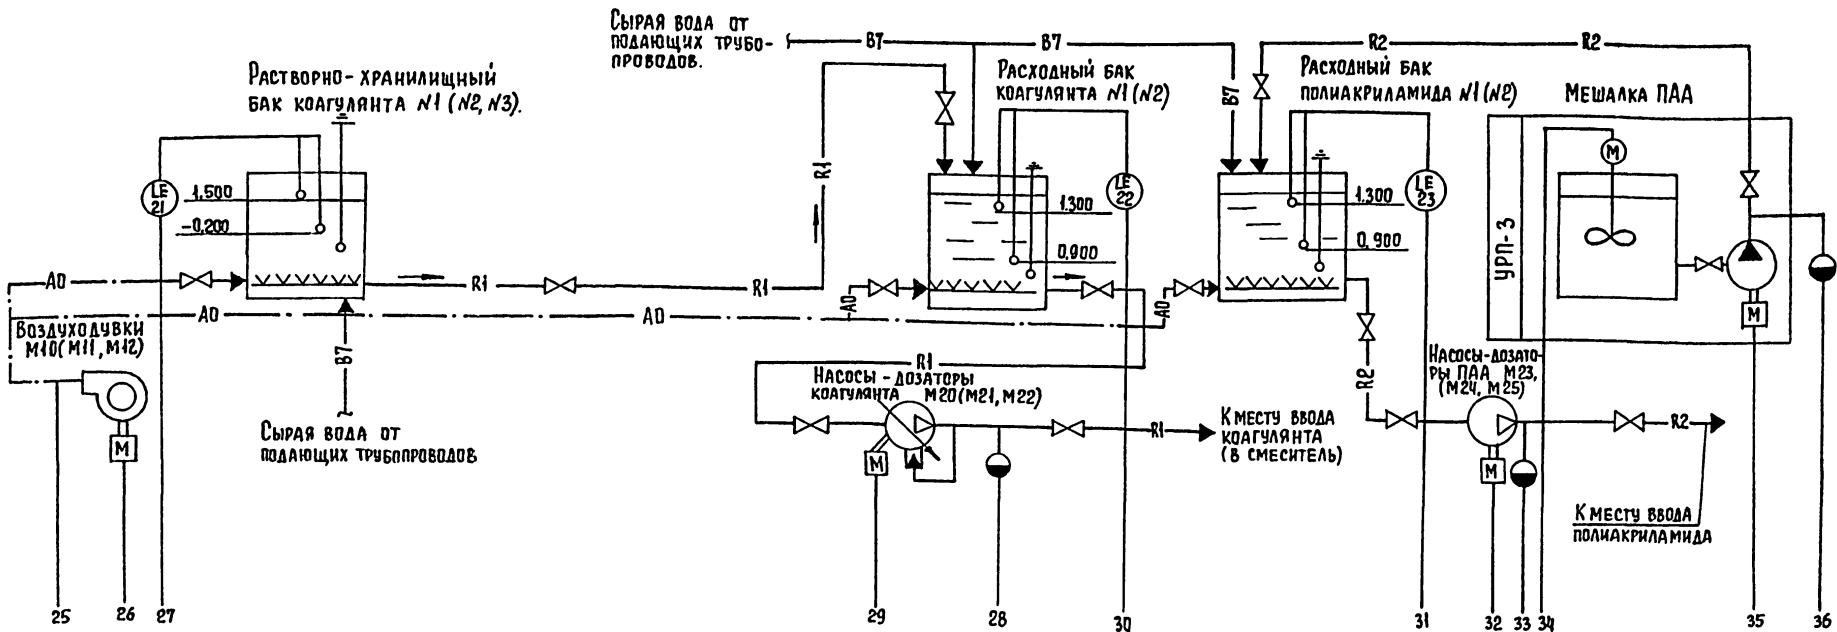 Сырая вода от
подающих трубо-
проводов.
В7
В7
R2
R2
Растворно-хранилищный
бак коагулянта N1 (N2, N3).
Расходный бак
коагулянта N1 (N2)
Расходный бак
полиакриламида N1 (N2)
Мешалка ПАА
В7
R1
LE
21
1,500
-0,200
LE
22
1.300
0,900
LE
23
1.300
0,900
М
УРП-3
М
А0
R1
R1
А0
А0
А0
А0
Воздуходувки
М10 (М11, М12)
В7
М
Сырая вода от
подающих трубопроводов
R1
Насосы-дозаторы
коагулянта М20 (М21, М22)
М
R1
К месту ввода
коагулянта
(в смеситель)
R2
Насосы-дозато-
ры ПАА М23,
(М24, М25)
М
R2
К месту ввода
полиакриламида
25
26
27
29
28
30
31
32
33
34
35
36